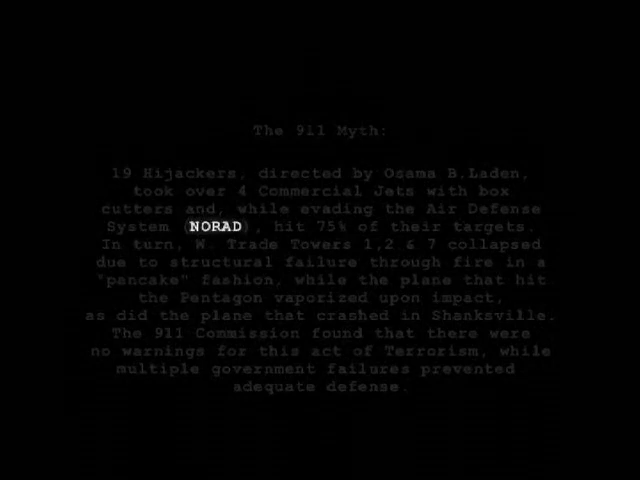 The 911 Myth:
19 Hijackers, directed by Osama B.Laden,
took over 4 Commercial Jets with box
cutters and, while evading the Air Defense
System (NORAD), hit 75% of their targets.
In turn, W. Trade Towers 1,2 & 7 collapsed
due to structural failure through fire in a
"pancake" fashion, while the plane that hit
the Pentagon vaporized upon impact,
as did the plane that crashed in Shanksville.
The 911 Commission found that there were
no warnings for this act of Terrorism, while
multiple government failures prevented
adequate defense.